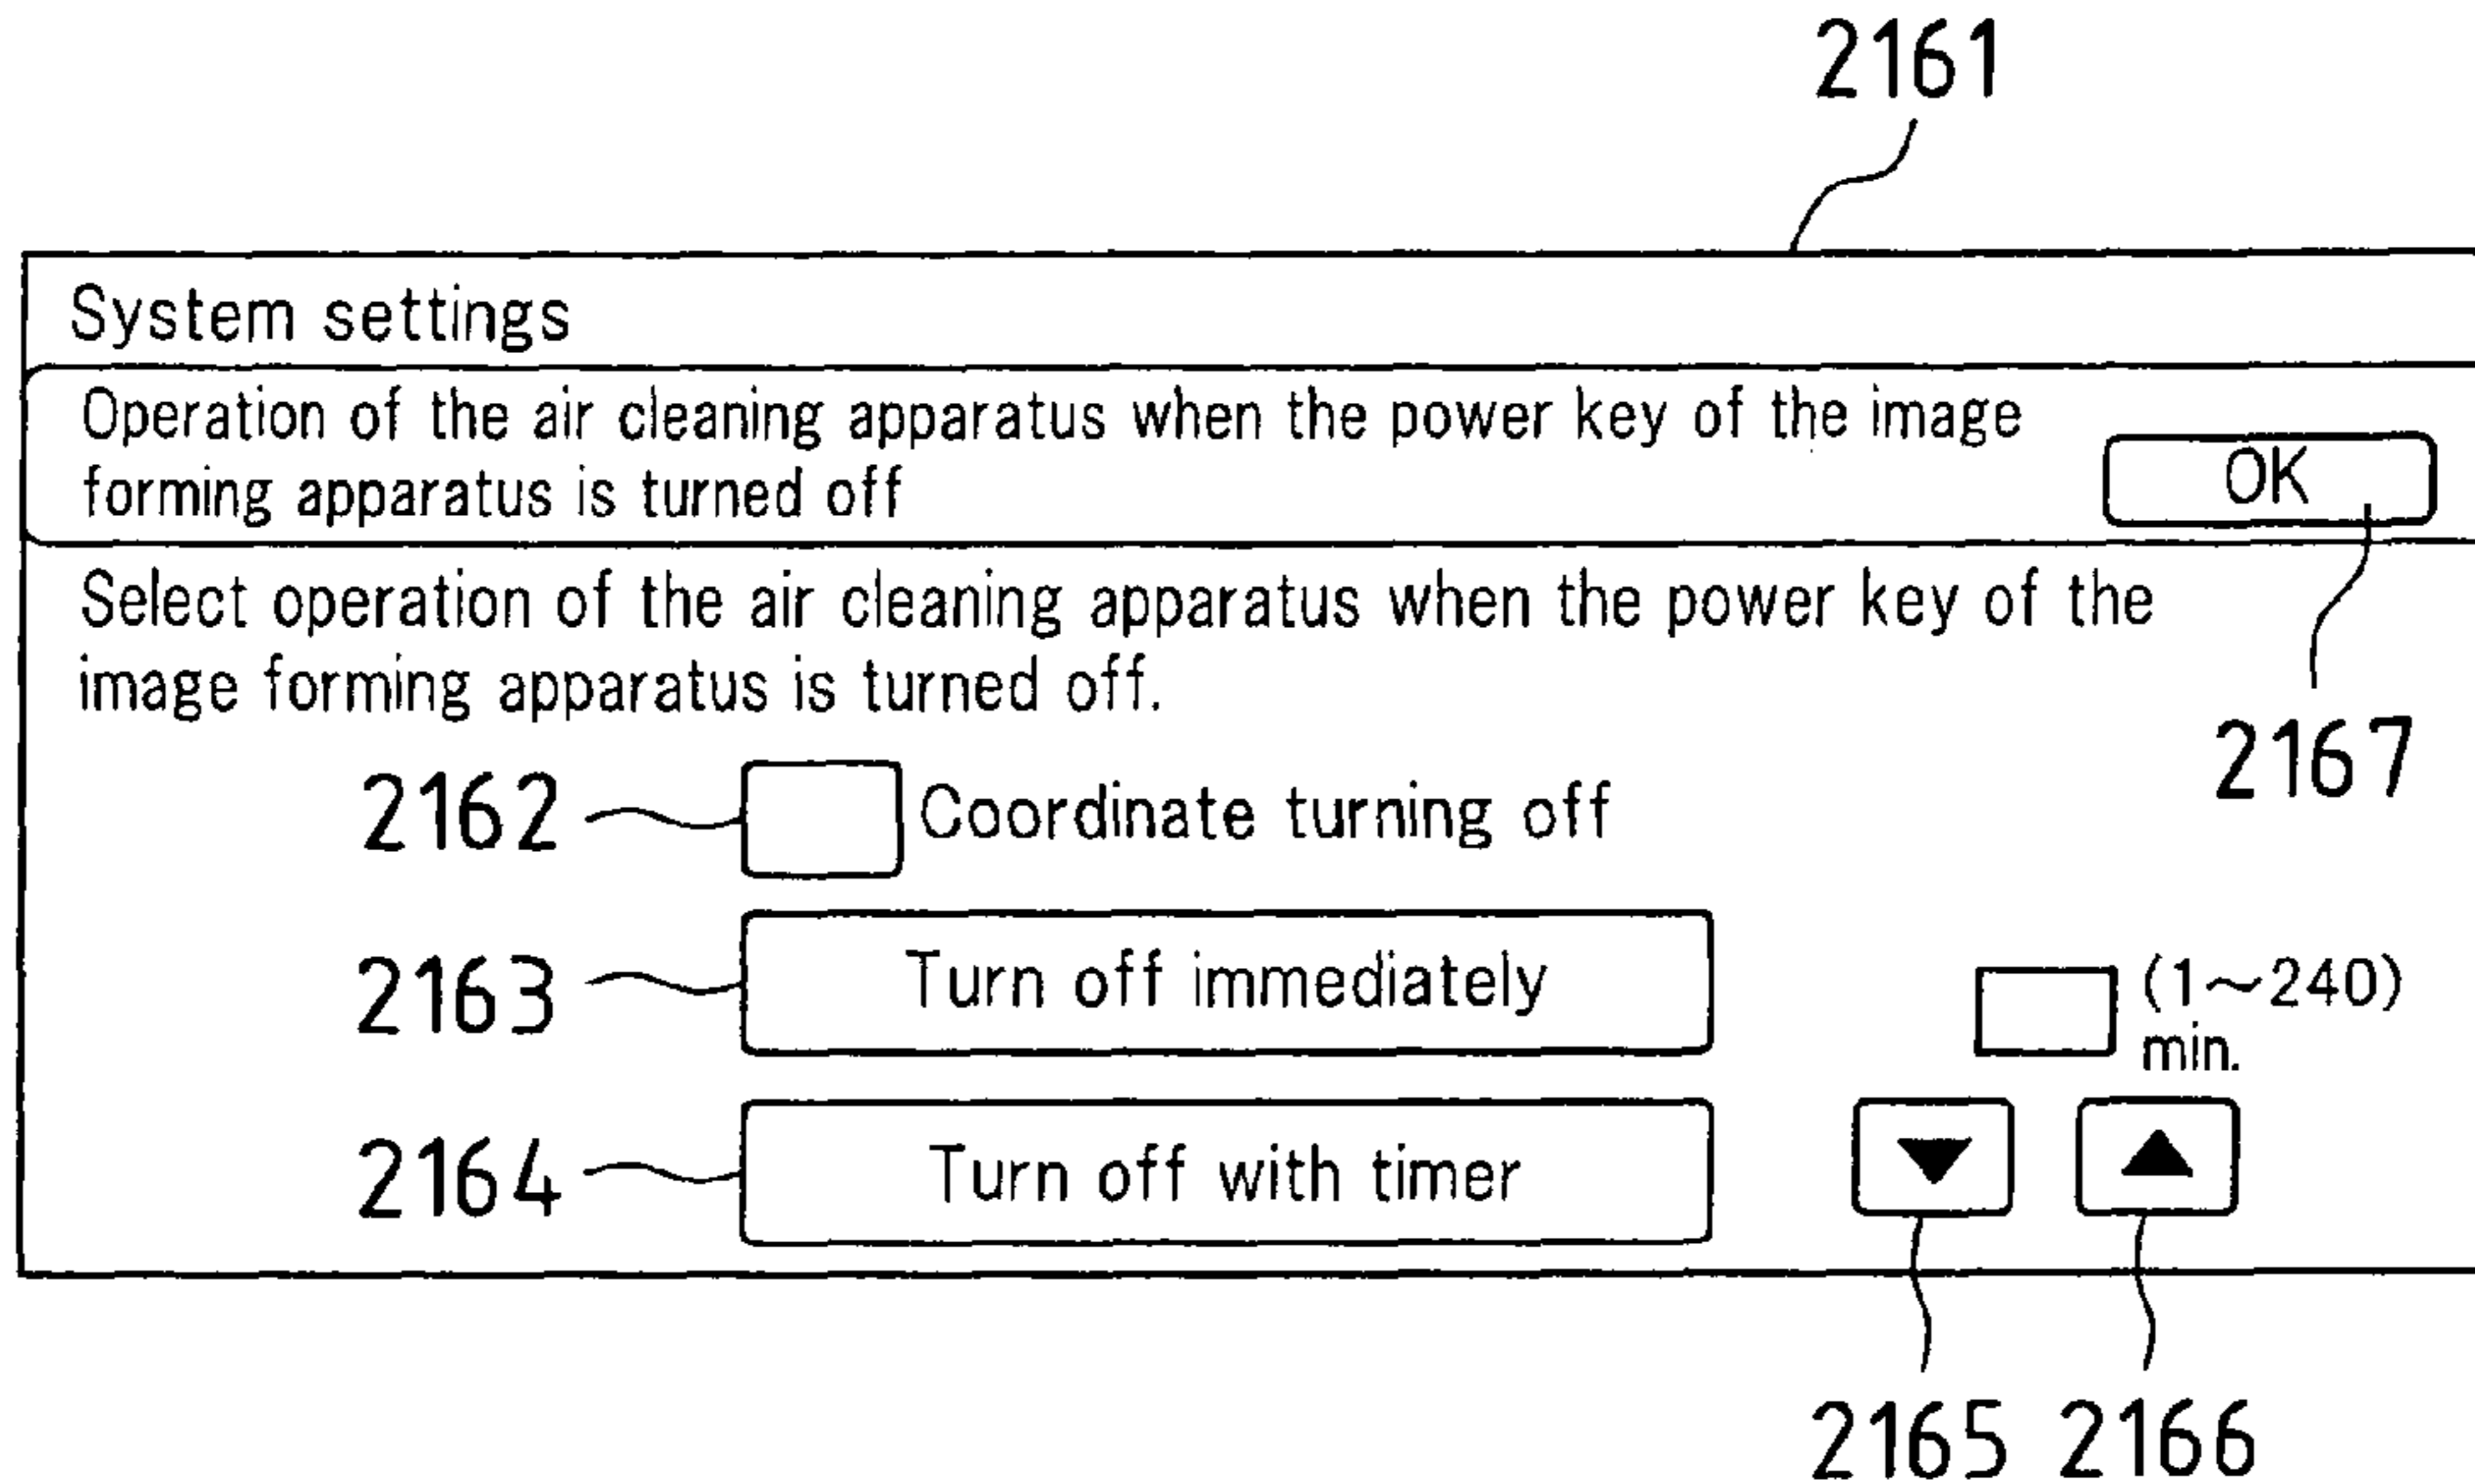 2161
System settings
Operation of the air cleaning apparatus when the power key of the image
forming apparatus is turned off
OK
Select operation of the air cleaning apparatus when the power key of the
image forming apparatus is turned off.
2167
2162 Coordinate turning off
2163 Turn off immediately (1～240)
min.
2164 Turn off with timer ▼ ▲
2165 2166